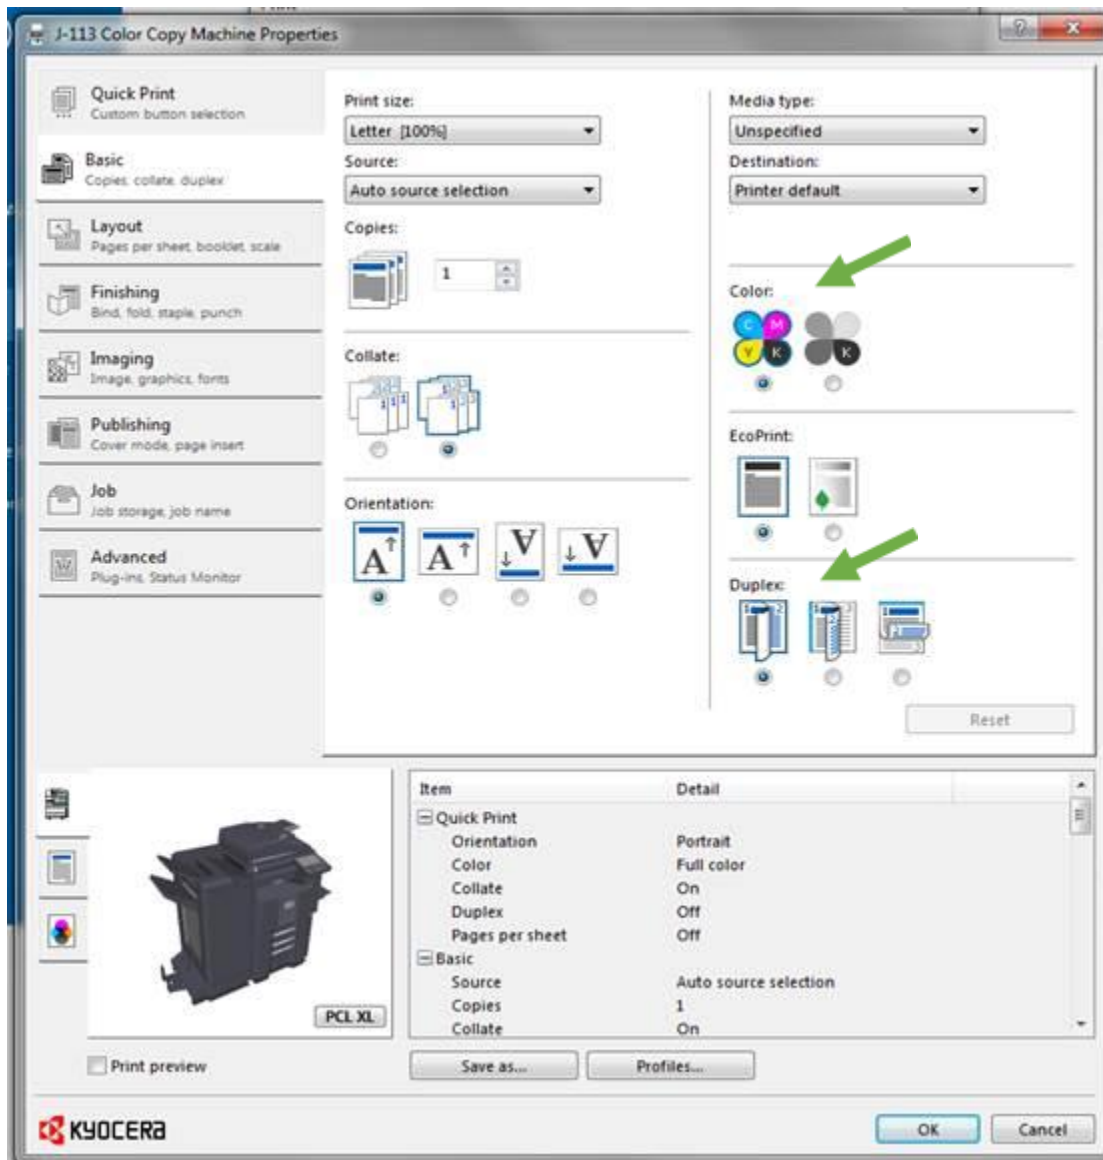 J-113 Color Copy Machine Properties
Quick Print
Custom button selection
Basic
Copies, collate, duplex
Layout
Pages per sheet, booklet, scale
Finishing
Bind, fold, staple, punch
Imaging
Image, graphics, fonts
Publishing
Cover mode, page insert
Job
Job storage, job name
Advanced
Plug-ins, Status Monitor
Print size:
Letter [100%]
Source:
Auto source selection
Copies:
1
Collate:
Orientation:
Media type:
Unspecified
Destination:
Printer default
Color:
C M
Y K K
EcoPrint:
Duplex:
Reset
Item Detail
Quick Print
Orientation Portrait
Color Full color
Collate On
Duplex Off
Pages per sheet Off
Basic
Source Auto source selection
Copies 1
Collate On
PCL XL
Print preview
Save as... Profiles...
KYOCERA
OK Cancel